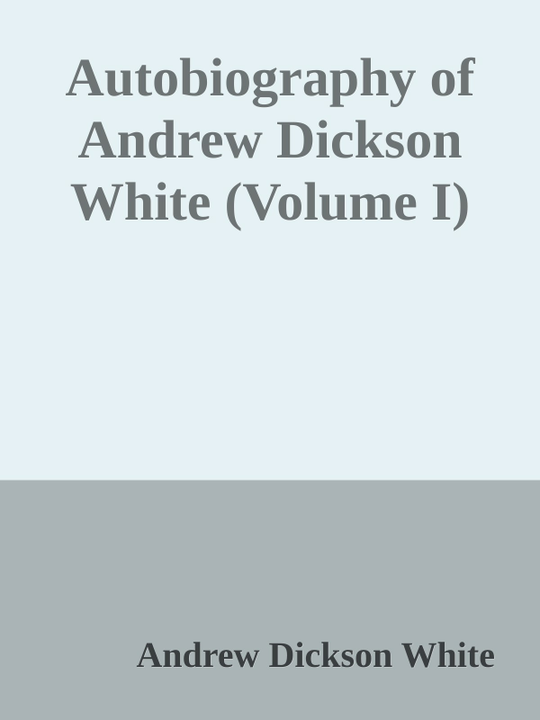 Autobiography of
Andrew Dickson
White (Volume I)
Andrew Dickson White